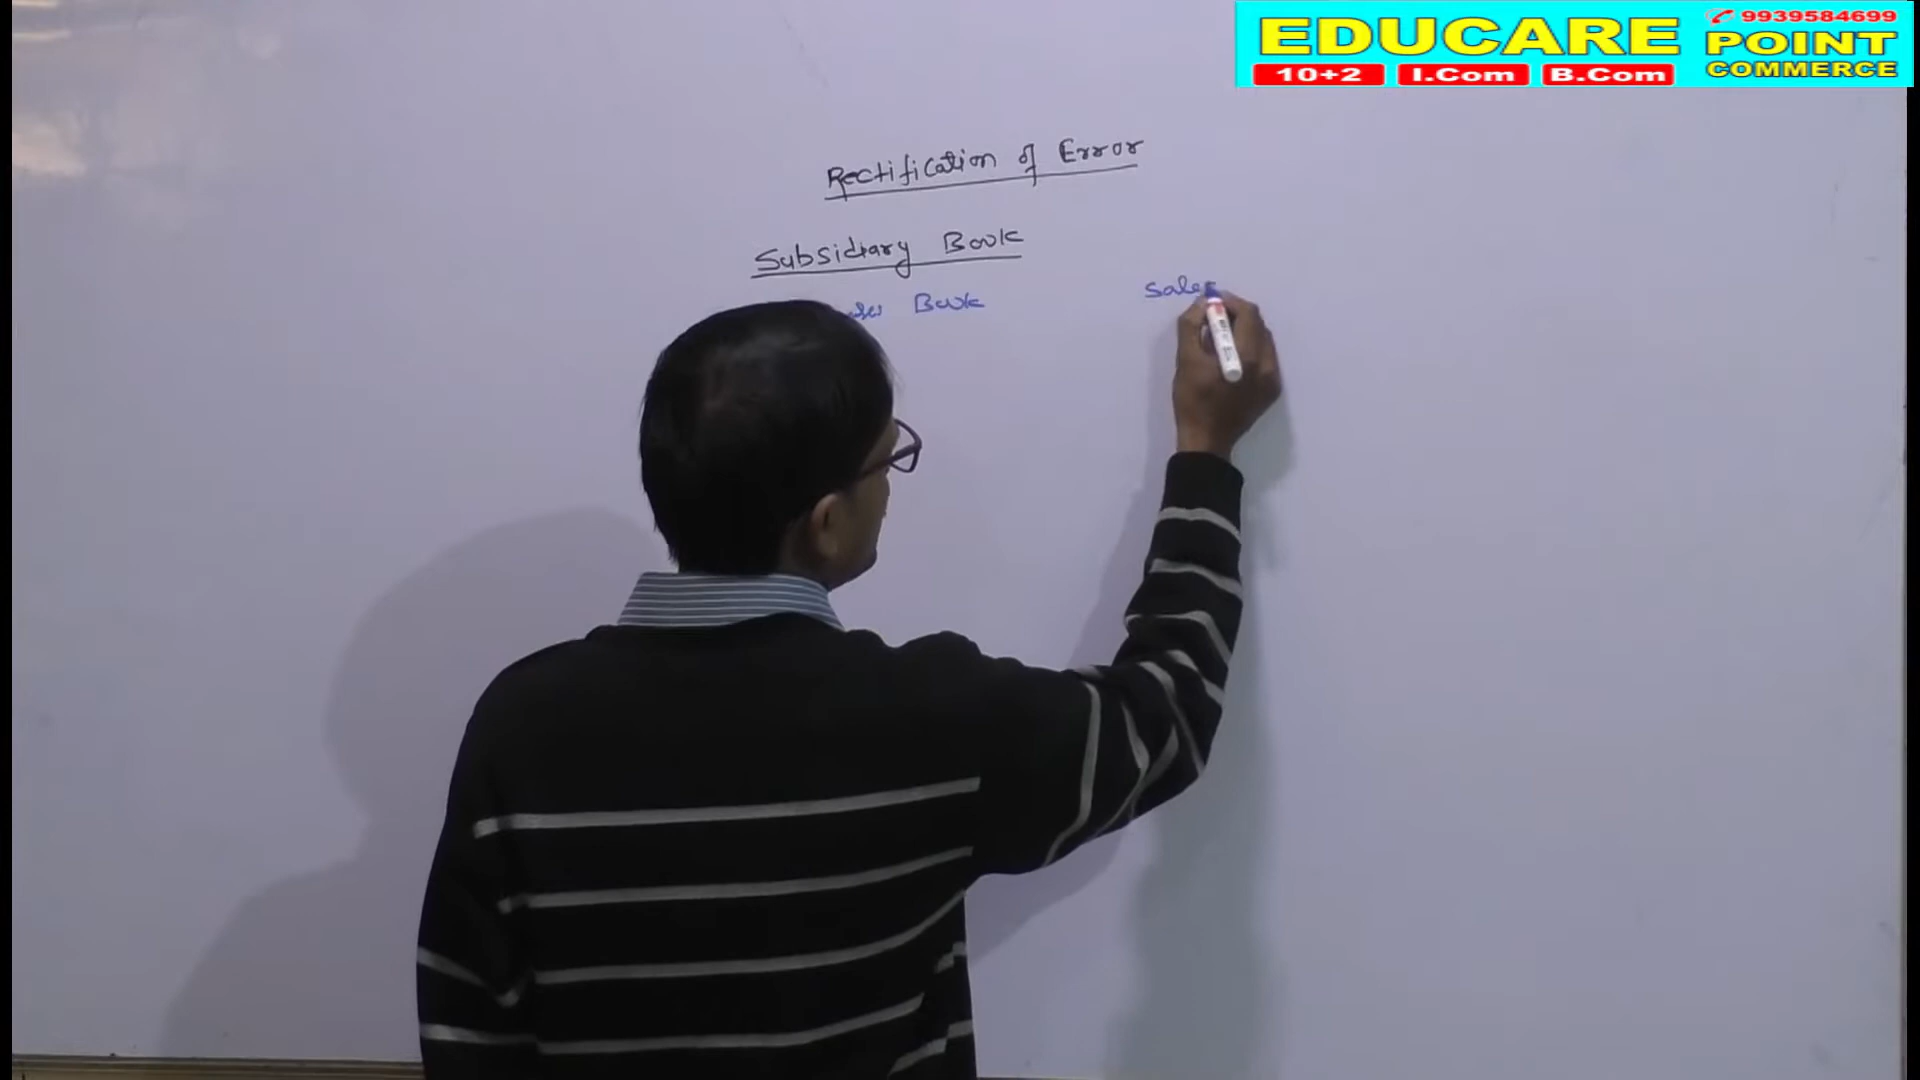 EDUCARE POINT COMMERCE
9939584699
10+2 I.Com B.Com
Rectification of Error
Subsidiary Book
Book
Sales